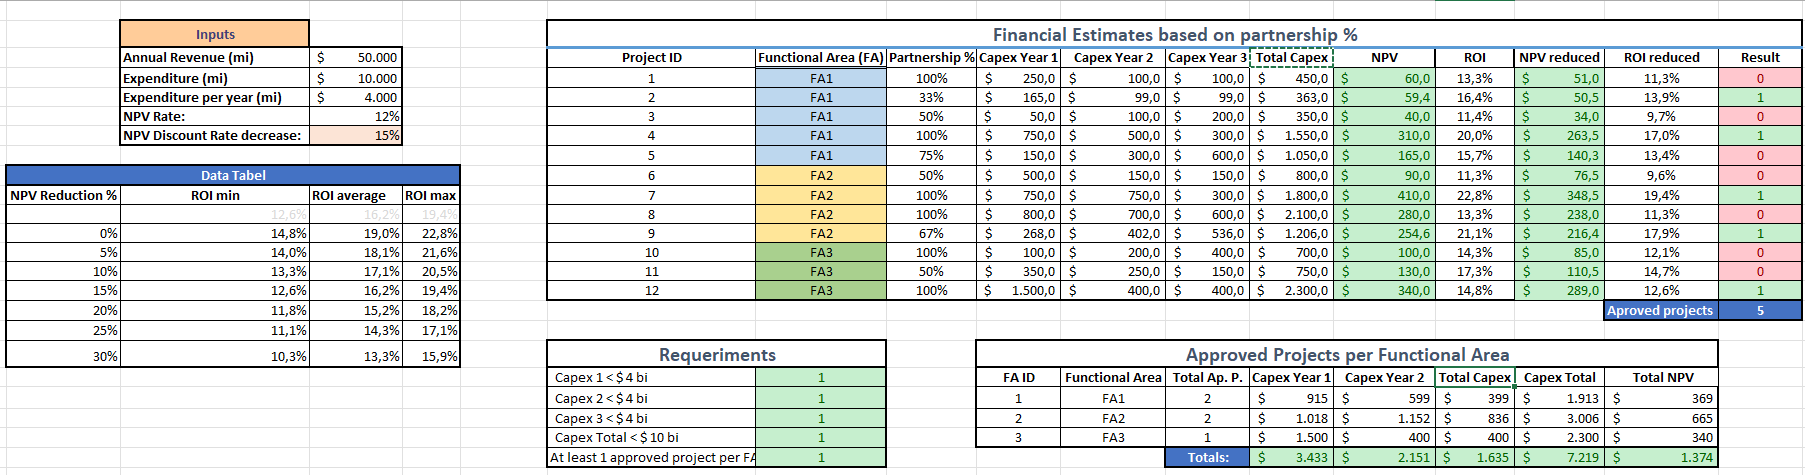 Inputs
Annual Revenue (mi) $ 50.000
Expenditure (mi) $ 10.000
Expenditure per year (mi) $ 4.000
NPV Rate: 12%
NPV Discount Rate decrease: 15%
Data Tabel
NPV Reduction % ROI min ROI average ROI max
12,6% 16,2% 19,4%
0% 14,8% 19,0% 22,8%
5% 14,0% 18,1% 21,6%
10% 13,3% 17,1% 20,5%
15% 12,6% 16,2% 19,4%
20% 11,8% 15,2% 18,2%
25% 11,1% 14,3% 17,1%
30% 10,3% 13,3% 15,9%
Financial Estimates based on partnership %
Project ID Functional Area (FA) Partnership % Capex Year 1 Capex Year 2 Capex Year 3 Total Capex NPV ROI NPV reduced ROI reduced Result
1 FA1 100% $ 250,0 $ 100,0 $ 100,0 $ 450,0 $ 60,0 13,3% $ 51,0 11,3% 0
2 FA1 33% $ 165,0 $ 99,0 $ 99,0 $ 363,0 $ 59,4 16,4% $ 50,5 13,9% 1
3 FA1 50% $ 50,0 $ 100,0 $ 200,0 $ 350,0 $ 40,0 11,4% $ 34,0 9,7% 0
4 FA1 100% $ 750,0 $ 500,0 $ 300,0 $ 1.550,0 $ 310,0 20,0% $ 263,5 17,0% 1
5 FA1 75% $ 150,0 $ 300,0 $ 600,0 $ 1.050,0 $ 165,0 15,7% $ 140,3 13,4% 0
6 FA2 50% $ 500,0 $ 150,0 $ 150,0 $ 800,0 $ 90,0 11,3% $ 76,5 9,6% 0
7 FA2 100% $ 750,0 $ 750,0 $ 300,0 $ 1.800,0 $ 410,0 22,8% $ 348,5 19,4% 1
8 FA2 100% $ 800,0 $ 700,0 $ 600,0 $ 2.100,0 $ 280,0 13,3% $ 238,0 11,3% 0
9 FA2 67% $ 268,0 $ 402,0 $ 536,0 $ 1.206,0 $ 254,6 21,1% $ 216,4 17,9% 1
10 FA3 100% $ 100,0 $ 200,0 $ 400,0 $ 700,0 $ 100,0 14,3% $ 85,0 12,1% 0
11 FA3 50% $ 350,0 $ 250,0 $ 150,0 $ 750,0 $ 130,0 17,3% $ 110,5 14,7% 0
12 FA3 100% $ 1.500,0 $ 400,0 $ 400,0 $ 2.300,0 $ 340,0 14,8% $ 289,0 12,6% 1
Aproved projects 5
Requeriments
Capex 1 < $ 4 bi 1
Capex 2 < $ 4 bi 1
Capex 3 < $ 4 bi 1
Capex Total < $ 10 bi 1
At least 1 approved project per FA 1
Approved Projects per Functional Area
FA ID Functional Area Total Ap. P. Capex Year 1 Capex Year 2 Total Capex Capex Total Total NPV
1 FA1 2 $ 915 $ 599 $ 399 $ 1.913 $ 369
2 FA2 2 $ 1.018 $ 1.152 $ 836 $ 3.006 $ 665
3 FA3 1 $ 1.500 $ 400 $ 400 $ 2.300 $ 340
Totals: $ 3.433 $ 2.151 $ 1.635 $ 7.219 $ 1.374